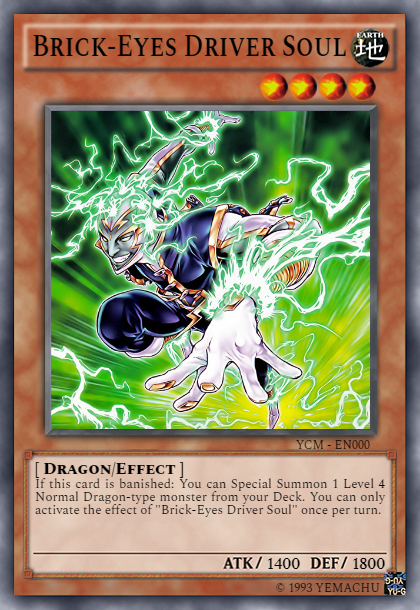 BRICK-EYES DRIVER SOUL
EARTH
地
YCM - EN000
[ DRAGON/EFFECT ]
If this card is banished: You can Special Summon 1 Level 4
Normal Dragon-type monster from your Deck. You can only
activate the effect of "Brick-Eyes Driver Soul" once per turn.
ATK / 1400 DEF / 1800
© 1993 YEMACHU
YU-G